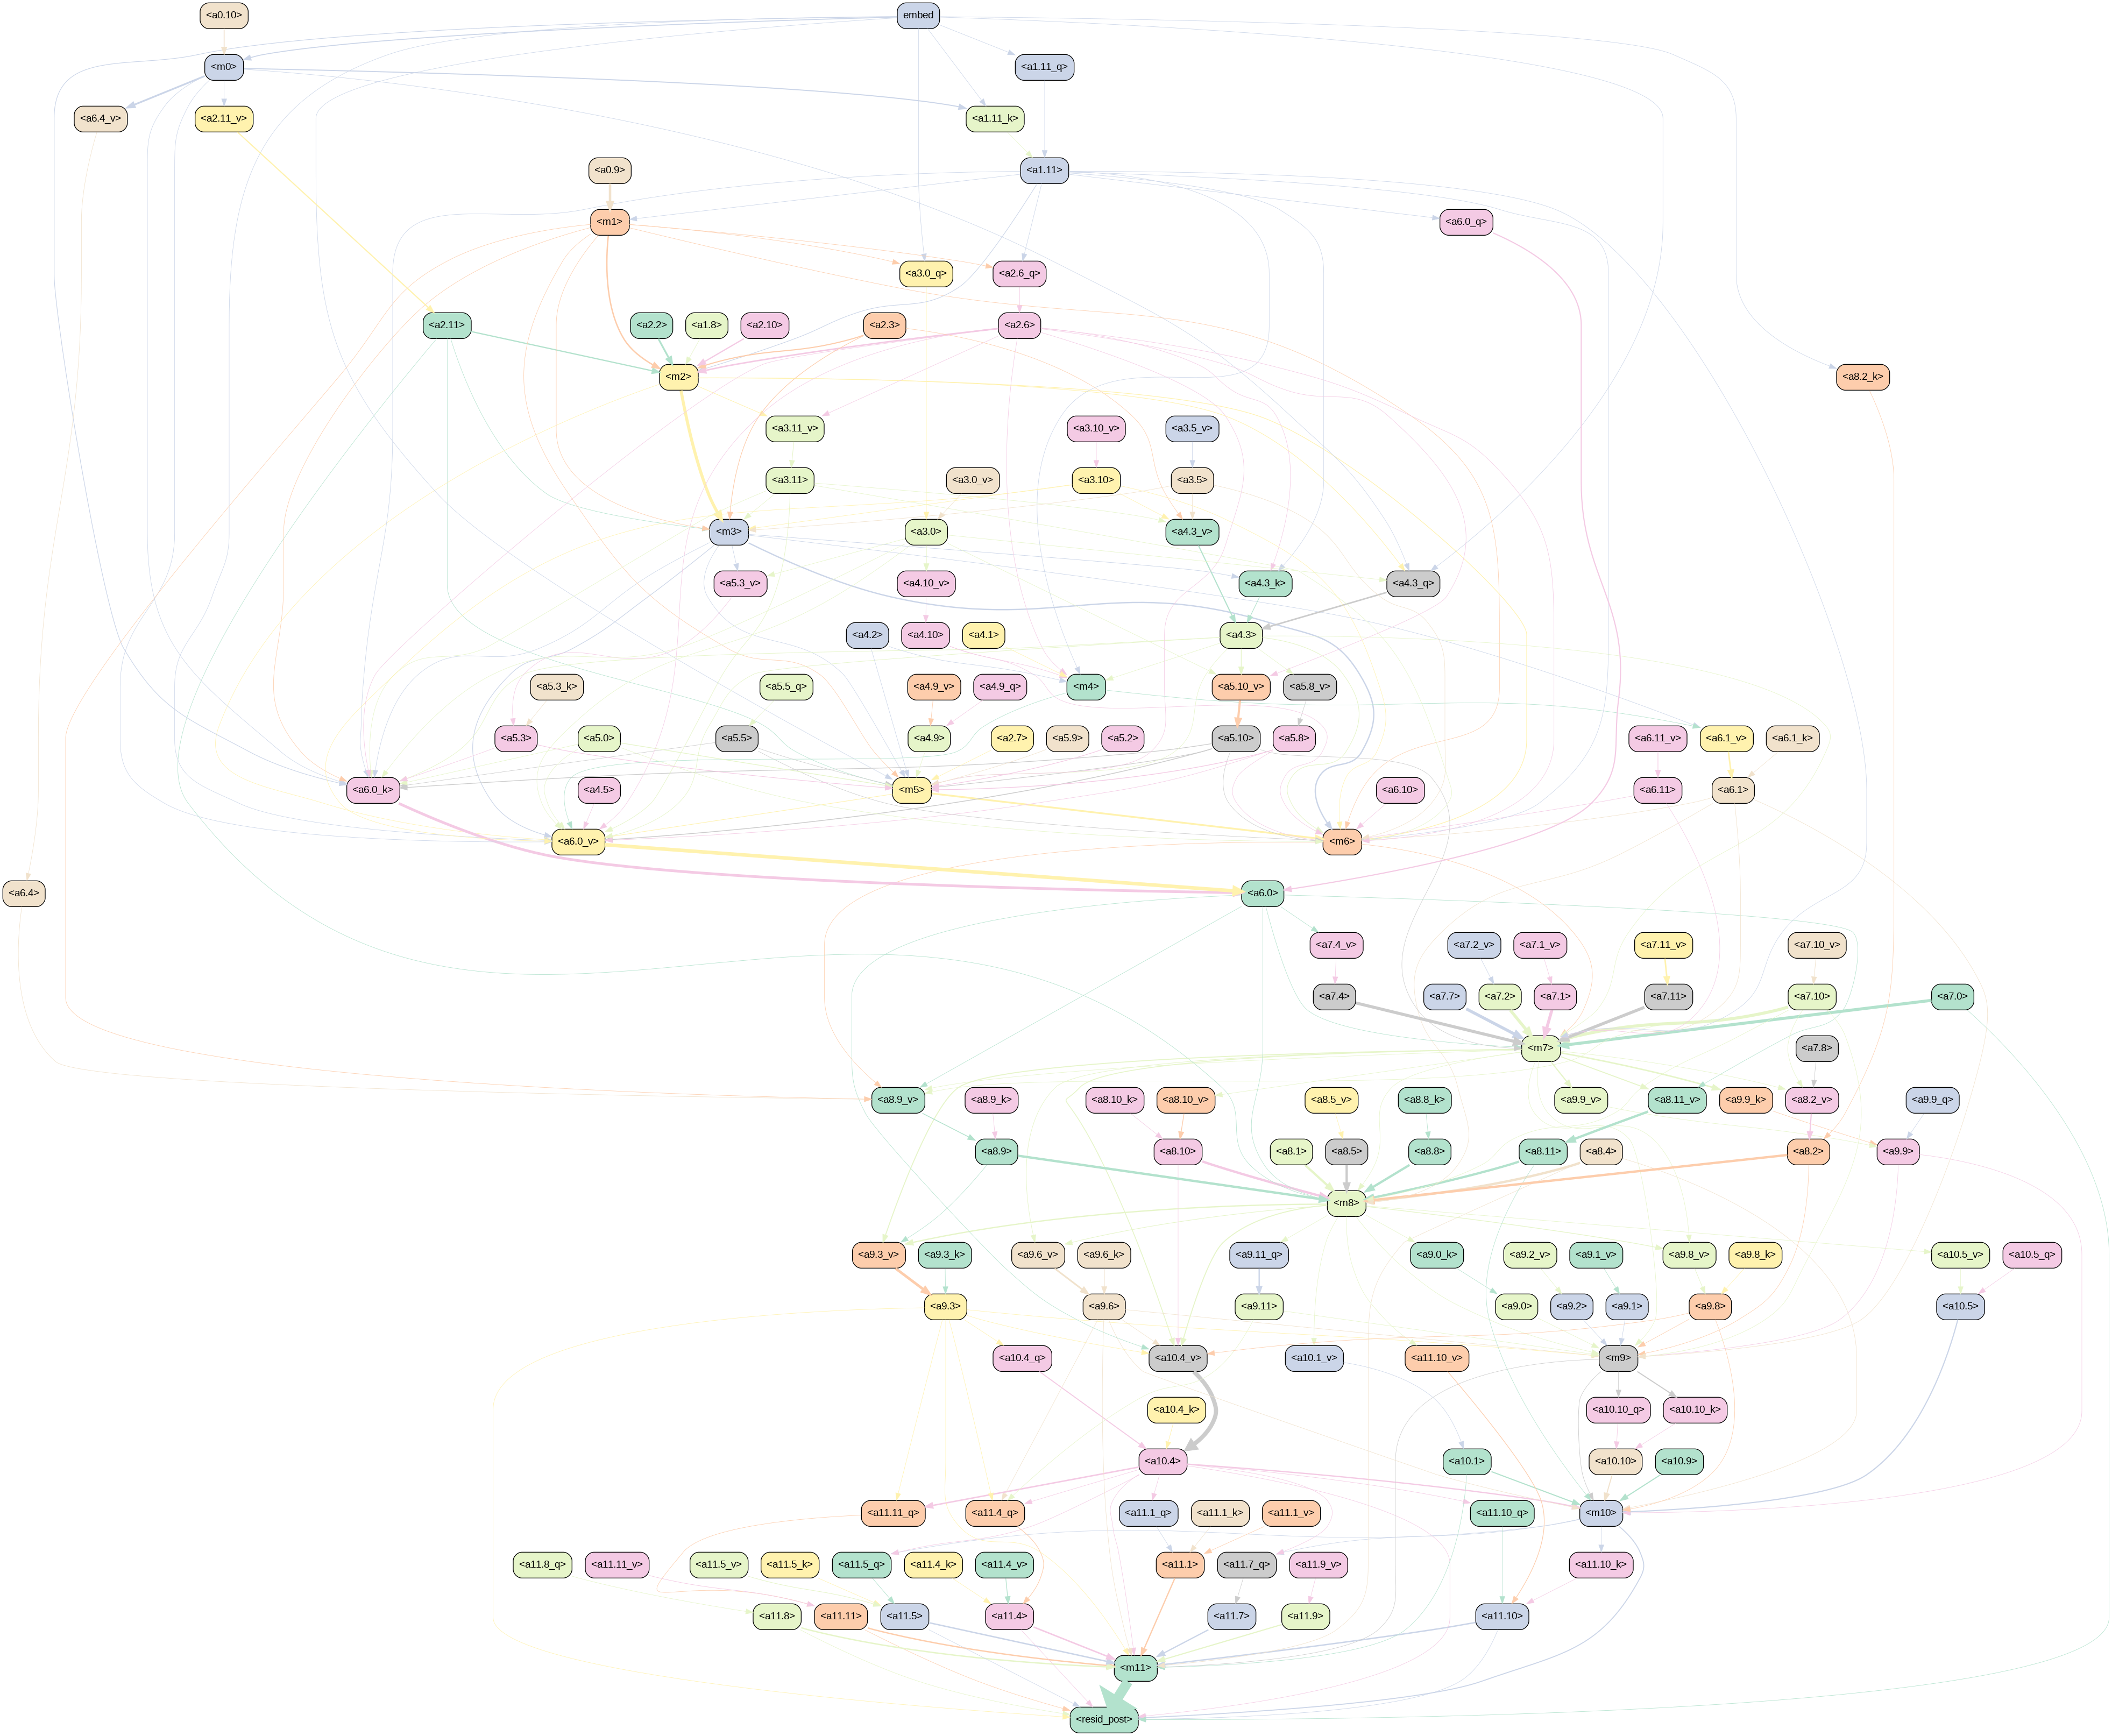 <a0.10> embed
<m0> <a1.11_q>
<a6.4_v> <a2.11_v> <a1.11_k>
<a0.9> <a1.11>
<m1> <a6.0_q>
<a3.0_q> <a2.6_q>
<a2.11> <a2.2> <a1.8> <a2.10> <a2.3> <a2.6>
<m2> <a8.2_k>
<a3.11_v> <a3.10_v> <a3.5_v>
<a3.11> <a3.0_v> <a3.10> <a3.5>
<m3> <a3.0> <a4.3_v>
<a5.3_v> <a4.10_v> <a4.3_k> <a4.3_q>
<a4.2> <a4.10> <a4.1> <a4.3>
<a5.3_k> <a5.5_q> <a4.9_v> <a4.9_q> <m4> <a5.10_v> <a5.8_v>
<a5.3> <a5.0> <a5.5> <a4.9> <a2.7> <a5.9> <a5.2> <a5.10> <a5.8> <a6.11_v> <a6.1_v> <a6.1_k>
<a6.0_k> <a4.5> <m5> <a6.10> <a6.11> <a6.1>
<a6.0_v> <m6>
<a6.4> <a6.0>
<a7.4_v> <a7.2_v> <a7.1_v> <a7.11_v> <a7.10_v>
<a7.4> <a7.7> <a7.2> <a7.1> <a7.11> <a7.10> <a7.0>
<m7> <a7.8>
<a8.9_v> <a8.9_k> <a8.10_k> <a8.10_v> <a8.5_v> <a8.8_k> <a9.9_v> <a8.11_v> <a9.9_k> <a8.2_v> <a9.9_q>
<a8.9> <a8.10> <a8.1> <a8.5> <a8.8> <a8.11> <a8.4> <a8.2> <a9.9>
<m8>
<a9.3_v> <a9.3_k> <a9.6_v> <a9.6_k> <a9.11_q> <a9.0_k> <a9.2_v> <a9.1_v> <a9.8_v> <a9.8_k> <a10.5_v> <a10.5_q>
<a9.3> <a9.6> <a9.11> <a9.0> <a9.2> <a9.1> <a9.8> <a10.5>
<a10.4_q> <a10.4_v> <a10.1_v> <a11.10_v> <m9>
<a10.4_k> <a10.10_q> <a10.10_k>
<a10.4> <a10.1> <a10.10> <a10.9>
<a11.11_q> <a11.4_q> <a11.1_q> <a11.1_k> <a11.1_v> <a11.10_q> <m10>
<a11.8_q> <a11.11_v> <a11.5_v> <a11.5_k> <a11.5_q> <a11.4_k> <a11.4_v> <a11.1> <a11.7_q> <a11.9_v> <a11.10_k>
<a11.8> <a11.11> <a11.5> <a11.4> <a11.7> <a11.9> <a11.10>
<m11>
<resid_post>